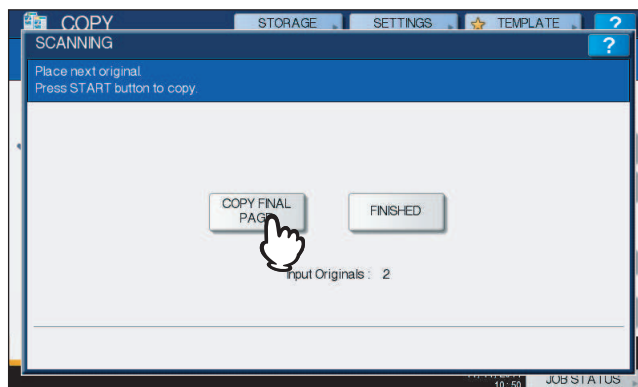 COPY STORAGE SETTINGS TEMPLATE ?
SCANNING ?
Place next original.
Press START button to copy.
COPY FINAL FINISHED
Input Originals : 2
10:50 JOB STATUS